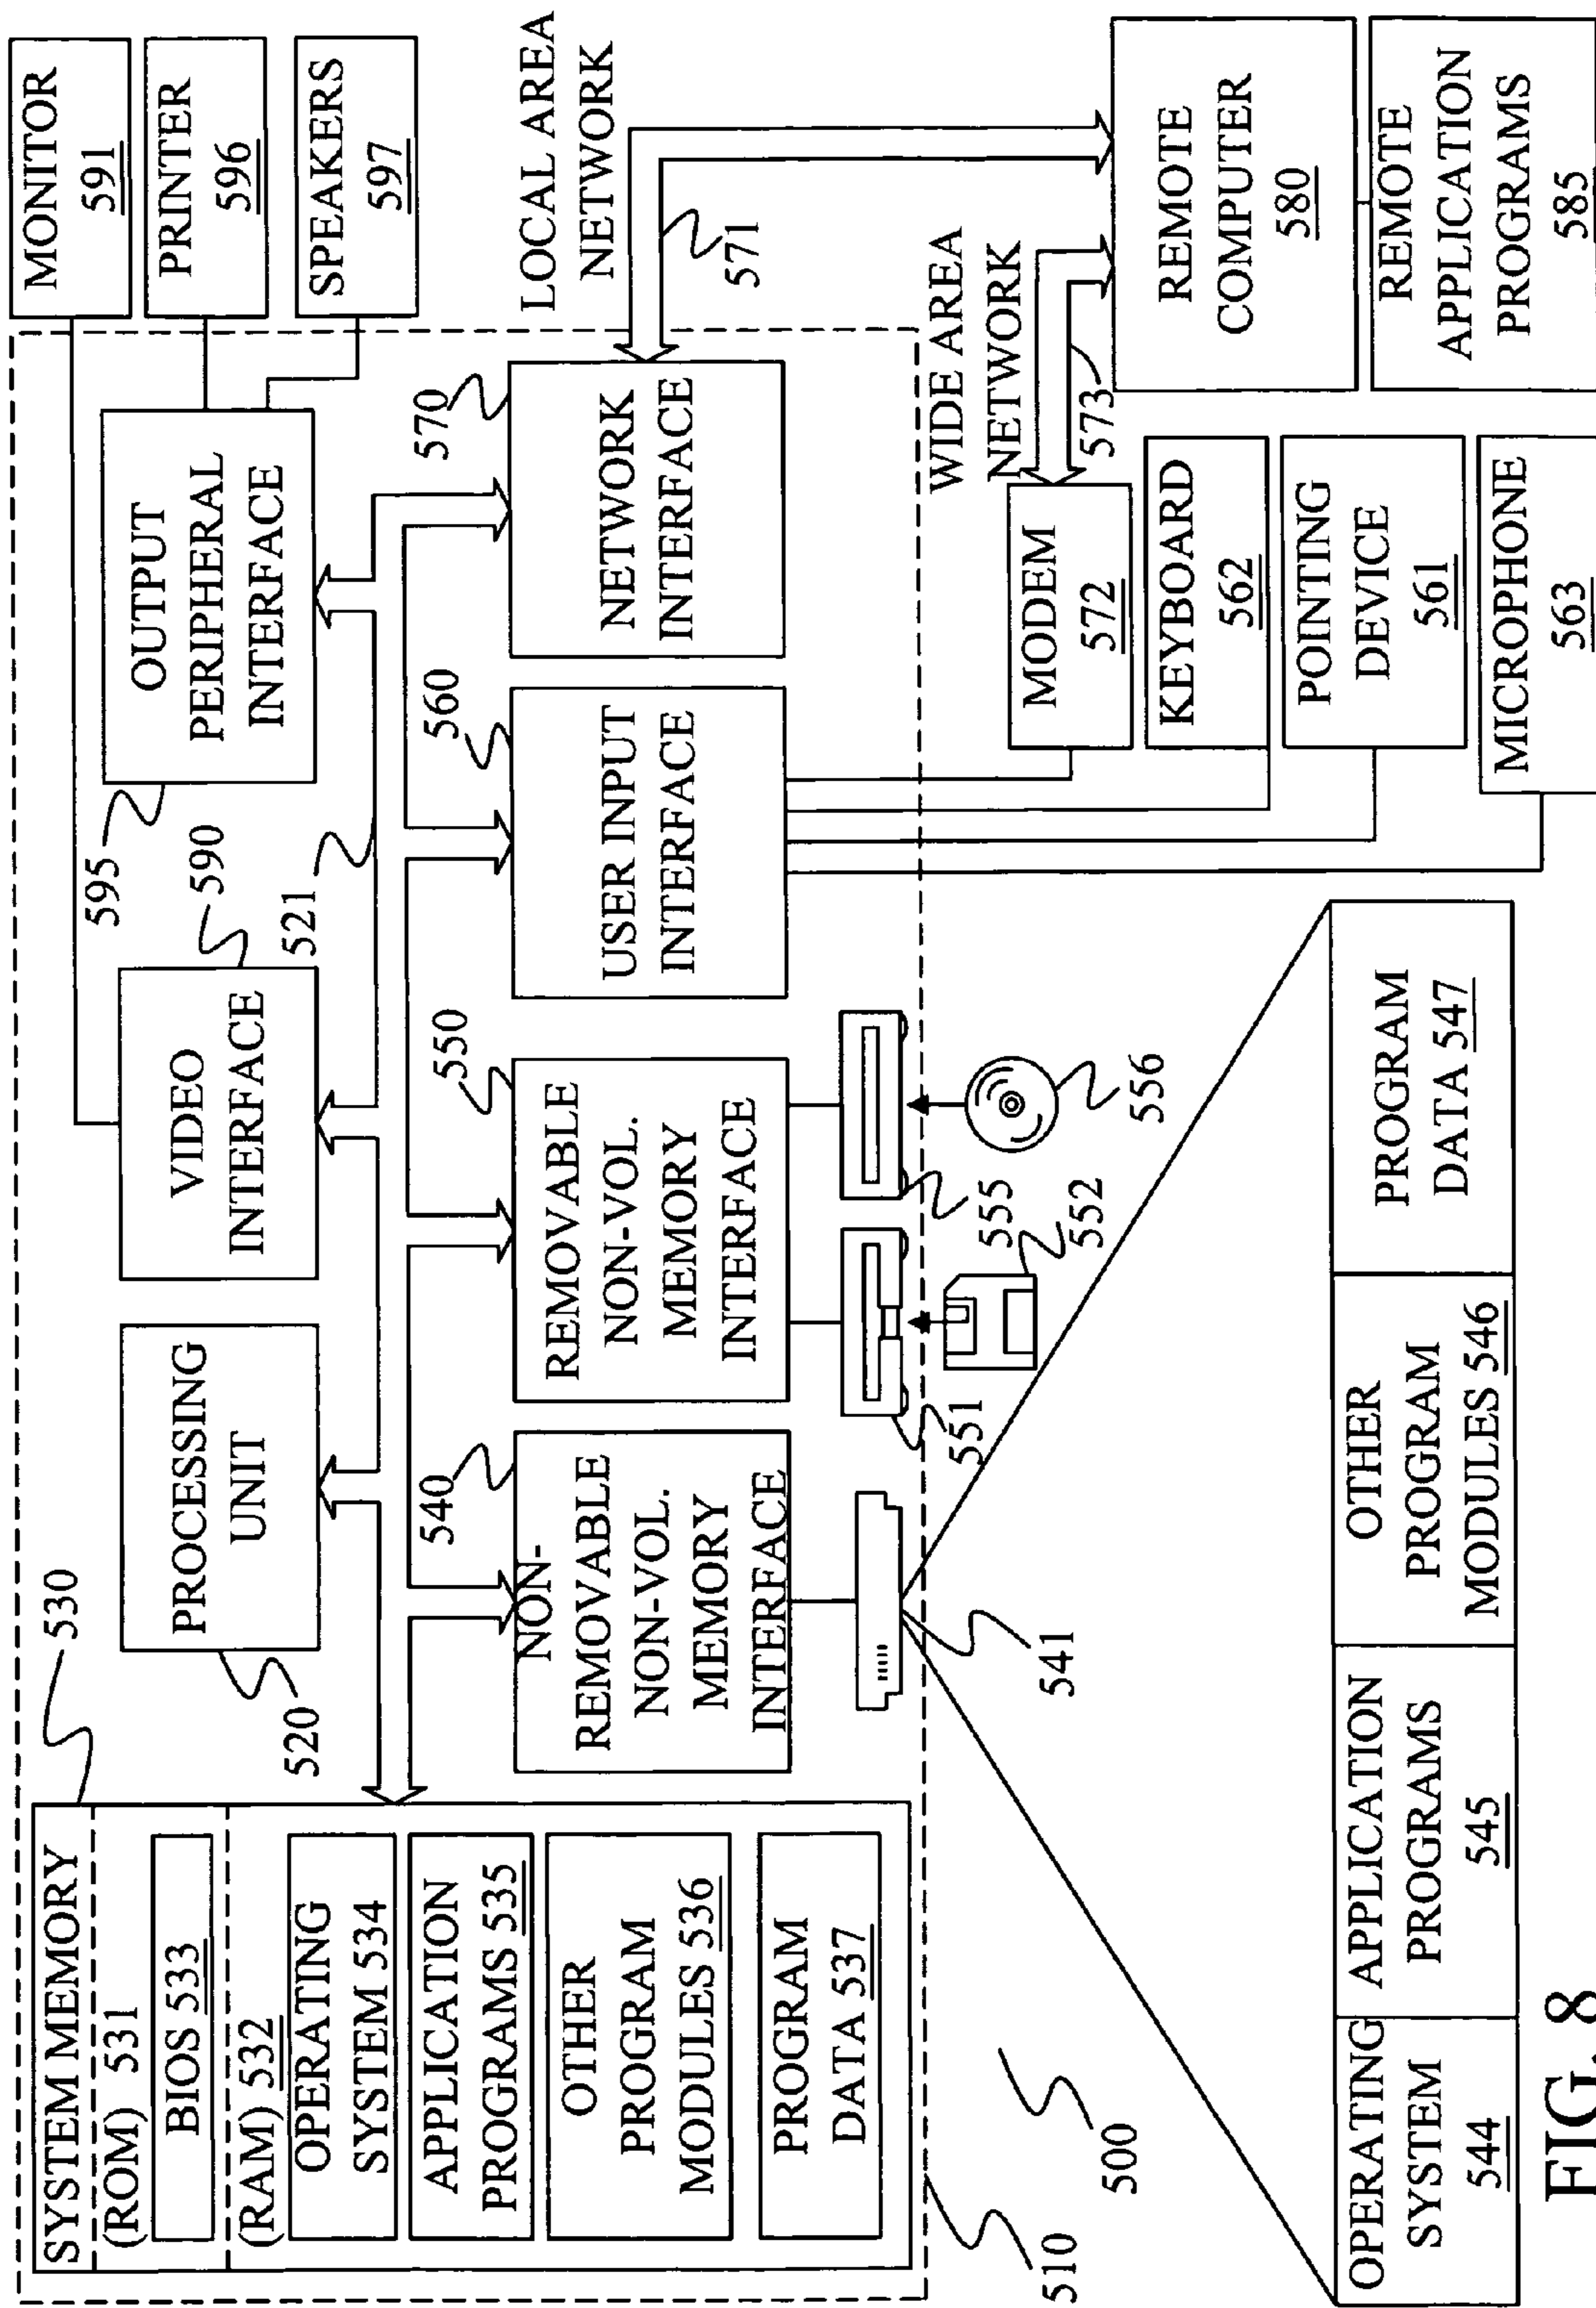 SYSTEM MEMORY
(ROM) 531
BIOS 533
(RAM) 532
OPERATING
SYSTEM 534
APPLICATION
PROGRAMS 535
OTHER
PROGRAM
MODULES 536
PROGRAM
DATA 537
530
PROCESSING
UNIT
520
VIDEO
INTERFACE
590
OUTPUT
PERIPHERAL
INTERFACE
595
521
MONITOR
591
PRINTER
596
SPEAKERS
597
NON-
REMOVABLE
NON-VOL.
MEMORY
INTERFACE
540
REMOVABLE
NON-VOL.
MEMORY
INTERFACE
550
USER INPUT
INTERFACE
560
NETWORK
INTERFACE
570
LOCAL AREA
NETWORK
571
541
551
552
555
556
WIDE AREA
NETWORK
573
MODEM
572
KEYBOARD
562
POINTING
DEVICE
561
MICROPHONE
563
REMOTE
COMPUTER
580
REMOTE
APPLICATION
PROGRAMS
585
510
500
OPERATING
SYSTEM
544
APPLICATION
PROGRAMS
545
OTHER
PROGRAM
MODULES 546
PROGRAM
DATA 547
FIG. 8